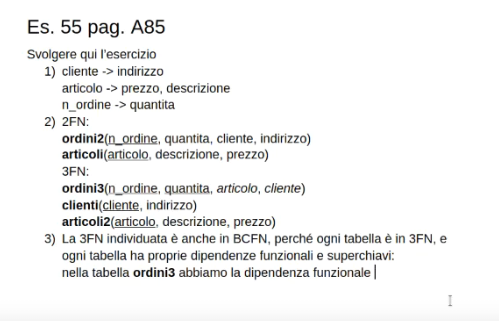 Es. 55 pag. A85
Svolgere qui l'esercizio
1) cliente -> indirizzo
articolo -> prezzo, descrizione
n_ordine -> quantita
2) 2FN:
ordini2(n_ordine, quantita, cliente, indirizzo)
articoli(articolo, descrizione, prezzo)
3FN:
ordini3(n_ordine, quantita, articolo, cliente)
clienti(cliente, indirizzo)
articoli2(articolo, descrizione, prezzo)
3) La 3FN individuata è anche in BCFN, perché ogni tabella è in 3FN, e
ogni tabella ha proprie dipendenze funzionali e superchiavi:
nella tabella ordini3 abbiamo la dipendenza funzionale